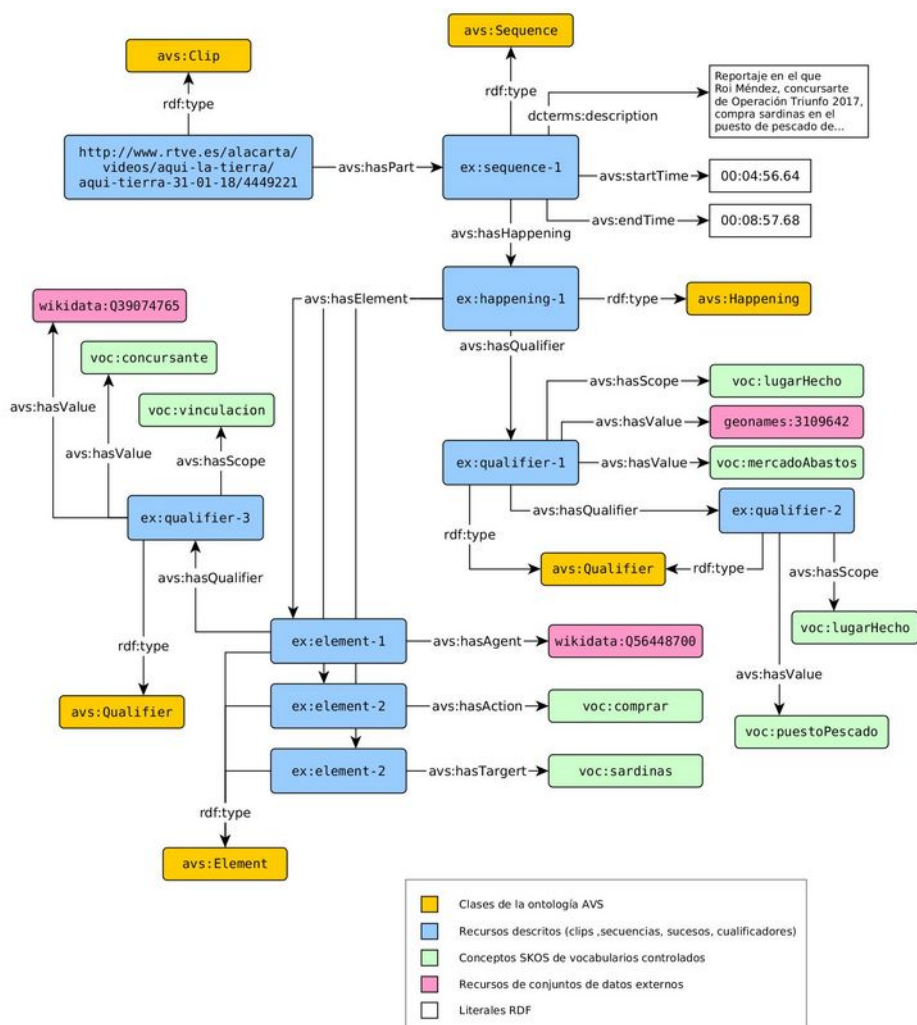 avs:Sequence
avs:Clip
rdf:type
rdf:type
dcterms:description
Reportaje en el que
Roi Méndez, concursarte
de Operación Triunfo 2017,
compra sardinas en el
puesto de pescado de...
http://www.rtve.es/alacarta/
videos/aqui-la-tierra/
aqui-tierra-31-01-18/4449221
avs:hasPart
ex:sequence-1
avs:startTime
00:04:56.64
avs:endTime
00:08:57.68
avs:hasHappening
avs:hasElement
ex:happening-1
rdf:type
avs:Happening
wikidata:Q39074765
avs:hasQualifier
voc:concursante
avs:hasScope
voc:lugarHecho
avs:hasValue
voc:vinculacion
avs:hasValue
geonames:3109642
avs:hasValue
avs:hasScope
ex:qualifier-1
avs:hasValue
voc:mercadoAbastos
ex:qualifier-3
avs:hasQualifier
ex:qualifier-2
rdf:type
avs:hasQualifier
avs:Qualifier
rdf:type
avs:hasScope
voc:lugarHecho
rdf:type
ex:element-1
avs:hasAgent
wikidata:Q56448700
avs:hasValue
avs:Qualifier
ex:element-2
avs:hasAction
voc:comprar
voc:puestoPescado
ex:element-2
avs:hasTargert
voc:sardinas
rdf:type
avs:Element
Clases de la ontología AVS
Recursos descritos (clips ,secuencias, sucesos, cualificadores)
Conceptos SKOS de vocabularios controlados
Recursos de conjuntos de datos externos
Literales RDF